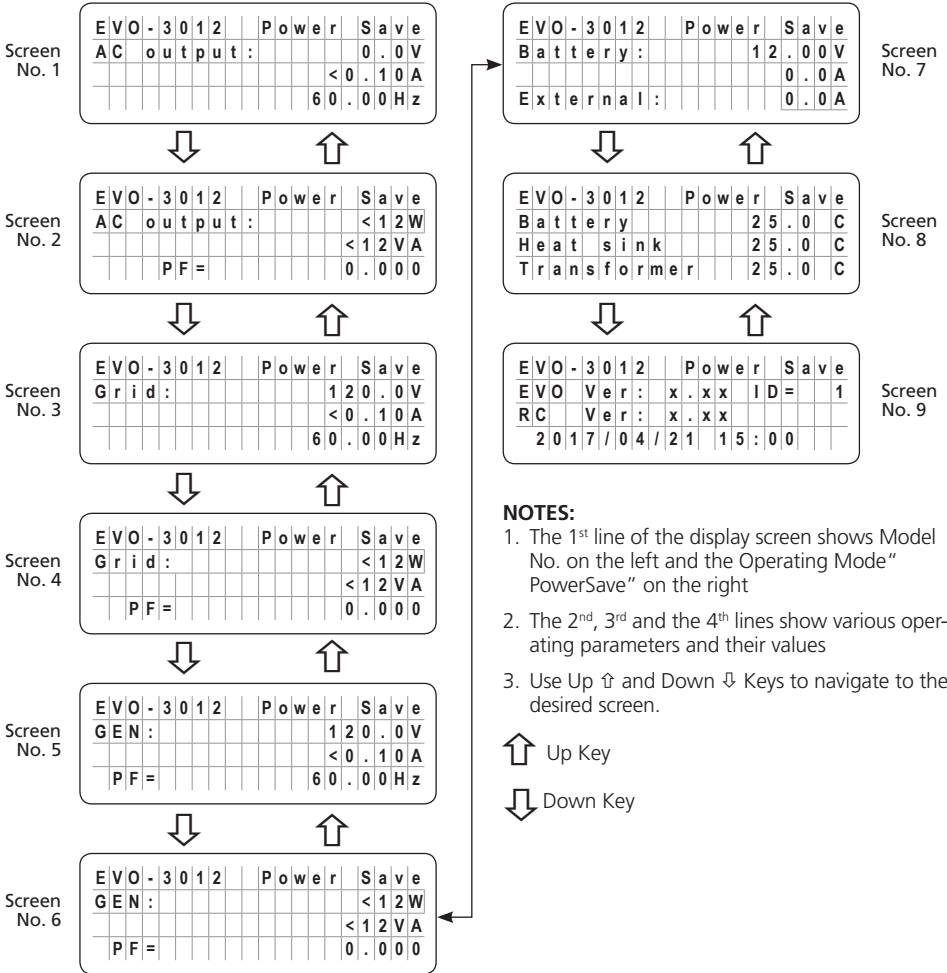 Screen No. 1
EVO-3012 Power Save
AC output: 0.0V
<0.10A
60.00Hz
Screen No. 2
EVO-3012 Power Save
AC output: <12W
<12VA
PF= 0.000
Screen No. 3
EVO-3012 Power Save
Grid: 120.0V
<0.10A
60.00Hz
Screen No. 4
EVO-3012 Power Save
Grid: <12W
<12VA
PF= 0.000
Screen No. 5
EVO-3012 Power Save
GEN: 120.0V
<0.10A
PF= 60.00Hz
Screen No. 6
EVO-3012 Power Save
GEN: <12W
<12VA
PF= 0.000
Screen No. 7
EVO-3012 Power Save
Battery: 12.00V
0.0A
External: 0.0A
Screen No. 8
EVO-3012 Power Save
Battery 25.0 C
Heat sink 25.0 C
Transformer 25.0 C
Screen No. 9
EVO-3012 Power Save
EVO Ver: x.xx ID= 1
RC Ver: x.xx
2017/04/21 15:00
NOTES:
1. The 1st line of the display screen shows Model
No. on the left and the Operating Mode“
PowerSave” on the right
2. The 2nd, 3rd and the 4th lines show various oper-
ating parameters and their values
3. Use Up ⇧ and Down ⇩ Keys to navigate to the
desired screen.
⇧ Up Key
⇩ Down Key